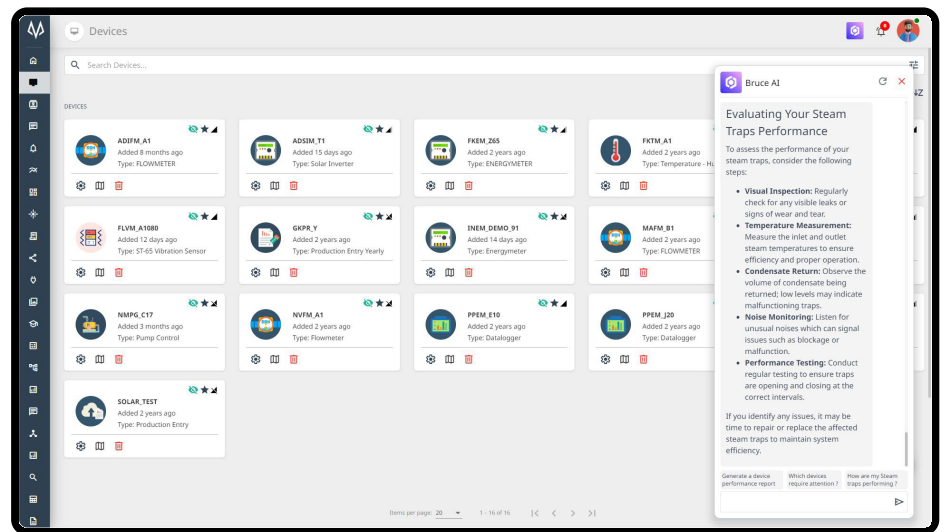 Devices
6
Search Devices...
DEVICES
ADIFM_A1
Added 8 months ago
Type: FLOWMETER
ADSIM_T1
Added 15 days ago
Type: Solar Inverter
FKEM_Z65
Added 2 years ago
Type: ENERGYMETER
FKTM_A1
Added 2 years ago
Type: Temperature - Hu
FLVM_A1080
Added 12 days ago
Type: ST-65 Vibration Sensor
GKPR_Y
Added 2 years ago
Type: Production Entry Yearly
INEM_DEMO_91
Added 14 days ago
Type: Energymeter
MAFM_B1
Added 2 years ago
Type: FLOWMETER
NMPG_C17
Added 3 months ago
Type: Pump Control
NVFM_A1
Added 2 years ago
Type: Flowmeter
PPEM_E10
Added 2 years ago
Type: Datalogger
PPEM_J20
Added 2 years ago
Type: Datalogger
SOLAR_TEST
Added 2 years ago
Type: Production Entry
Items per page: 20
1 - 16 of 16
Bruce AI
Evaluating Your Steam
Traps Performance
To assess the performance of your
steam traps, consider the following
steps:
• Visual Inspection: Regularly
check for any visible leaks or
signs of wear and tear.
• Temperature Measurement:
Measure the inlet and outlet
steam temperatures to ensure
efficiency and proper operation.
• Condensate Return: Observe the
volume of condensate being
returned; low levels may indicate
malfunctioning traps.
• Noise Monitoring: Listen for
unusual noises which can signal
issues such as blockage or
malfunction.
• Performance Testing: Conduct
regular testing to ensure traps
are opening and closing at the
correct intervals.
If you identify any issues, it may be
time to repair or replace the affected
steam traps to maintain system
efficiency.
Generate a device
performance report
Which devices
require attention ?
How are my Steam
traps performing ?